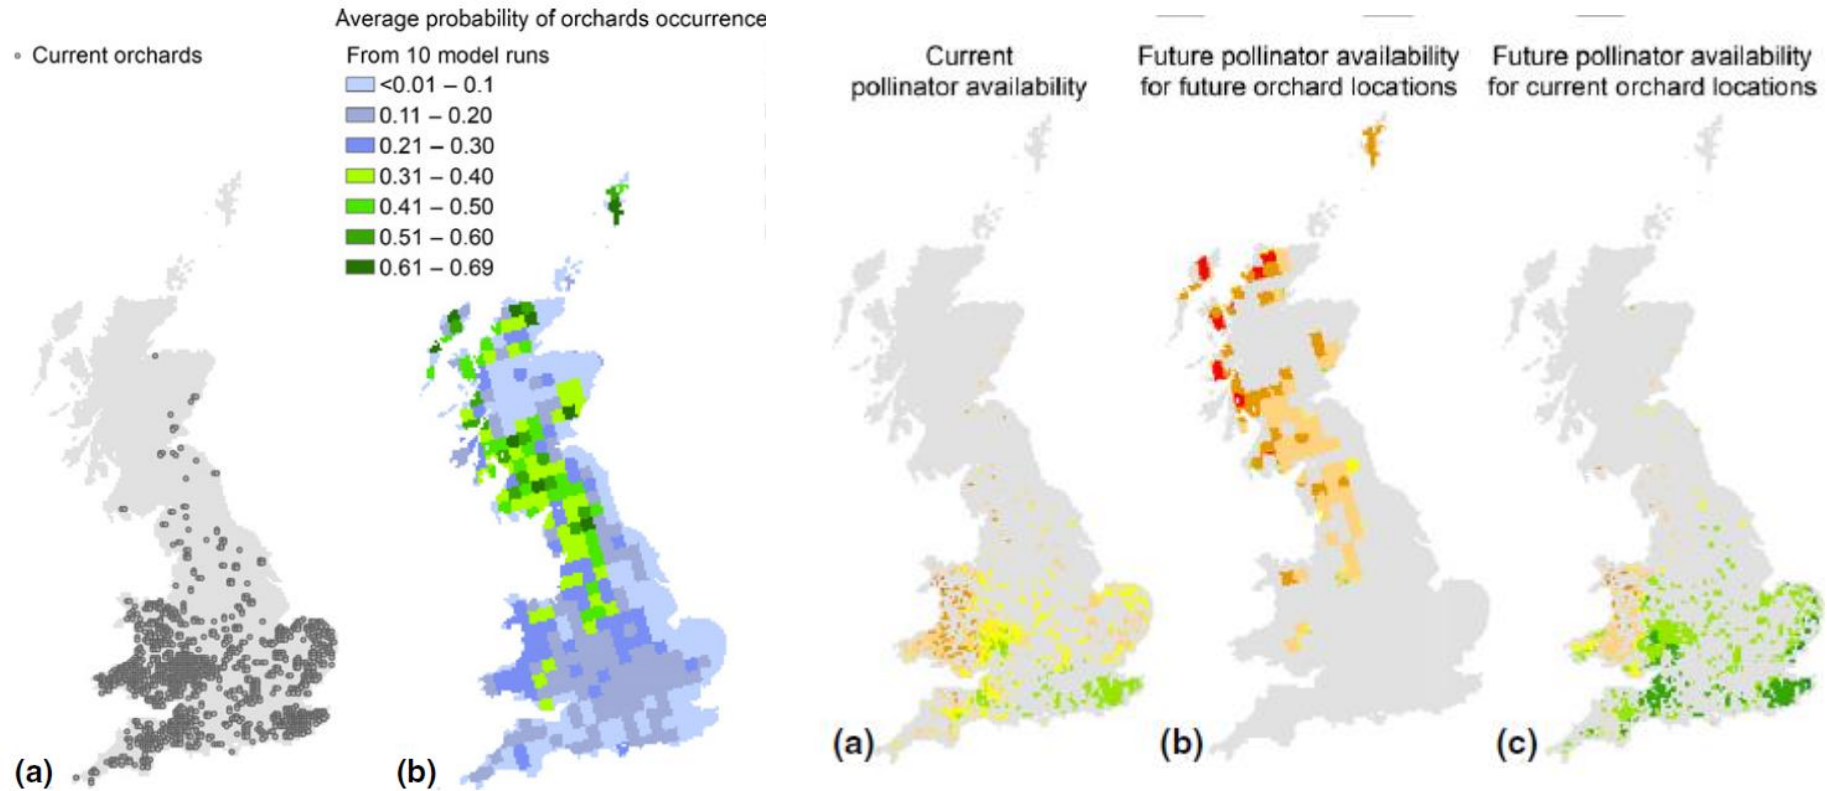 Current orchards
Average probability of orchards occurrence
From 10 model runs
<0.01 – 0.1
0.11 – 0.20
0.21 – 0.30
0.31 – 0.40
0.41 – 0.50
0.51 – 0.60
0.61 – 0.69
(a)
(b)
Current
pollinator availability
Future pollinator availability
for future orchard locations
Future pollinator availability
for current orchard locations
(a)
(b)
(c)